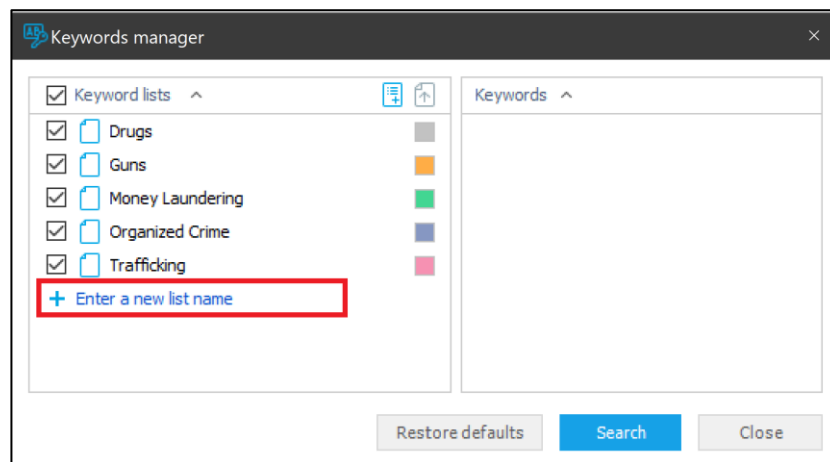 Keywords manager
Keyword lists
Keywords
Drugs
Guns
Money Laundering
Organized Crime
Trafficking
+ Enter a new list name
Restore defaults
Search
Close